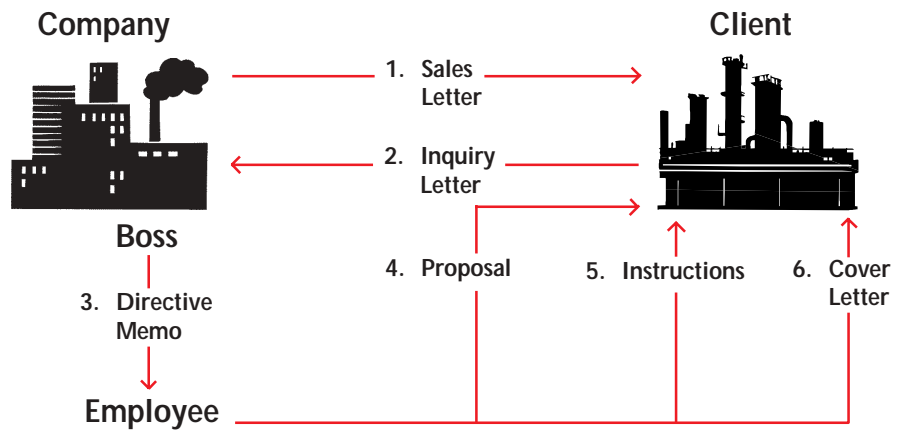 Company
Client
1. Sales
Letter
2. Inquiry
Letter
Boss
3. Directive
Memo
4. Proposal
5. Instructions
6. Cover
Letter
Employee